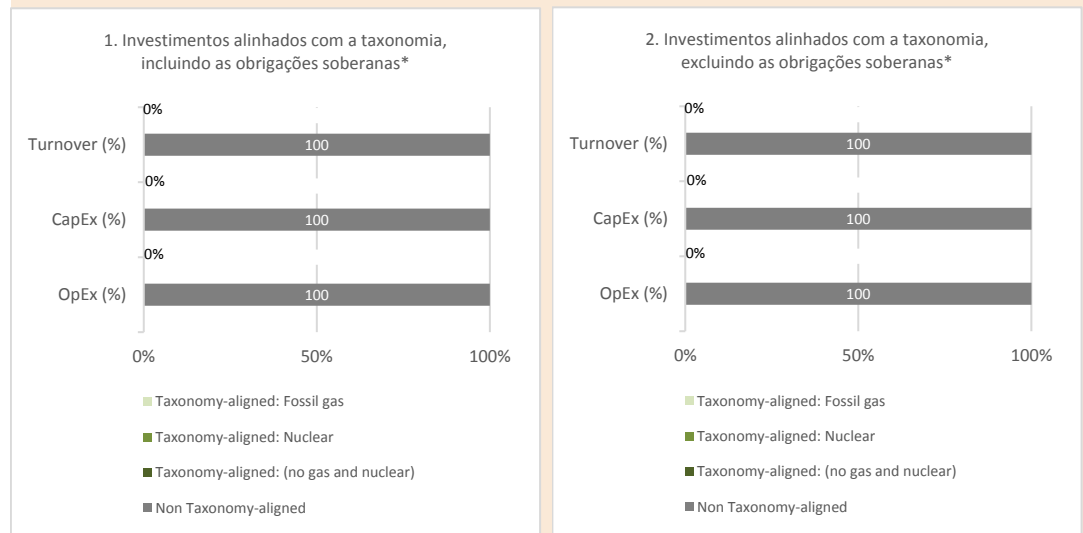 1. Investimentos alinhados com a taxonomia,
incluindo as obrigações soberanas*
0%
Turnover (%)
100
0%
CapEx (%)
100
0%
OpEx (%)
100
0%
50%
100%
Taxonomy-aligned: Fossil gas
Taxonomy-aligned: Nuclear
Taxonomy-aligned: (no gas and nuclear)
Non Taxonomy-aligned
2. Investimentos alinhados com a taxonomia,
excluindo as obrigações soberanas*
0%
Turnover (%)
100
0%
CapEx (%)
100
0%
OpEx (%)
100
0%
50%
100%
Taxonomy-aligned: Fossil gas
Taxonomy-aligned: Nuclear
Taxonomy-aligned: (no gas and nuclear)
Non Taxonomy-aligned